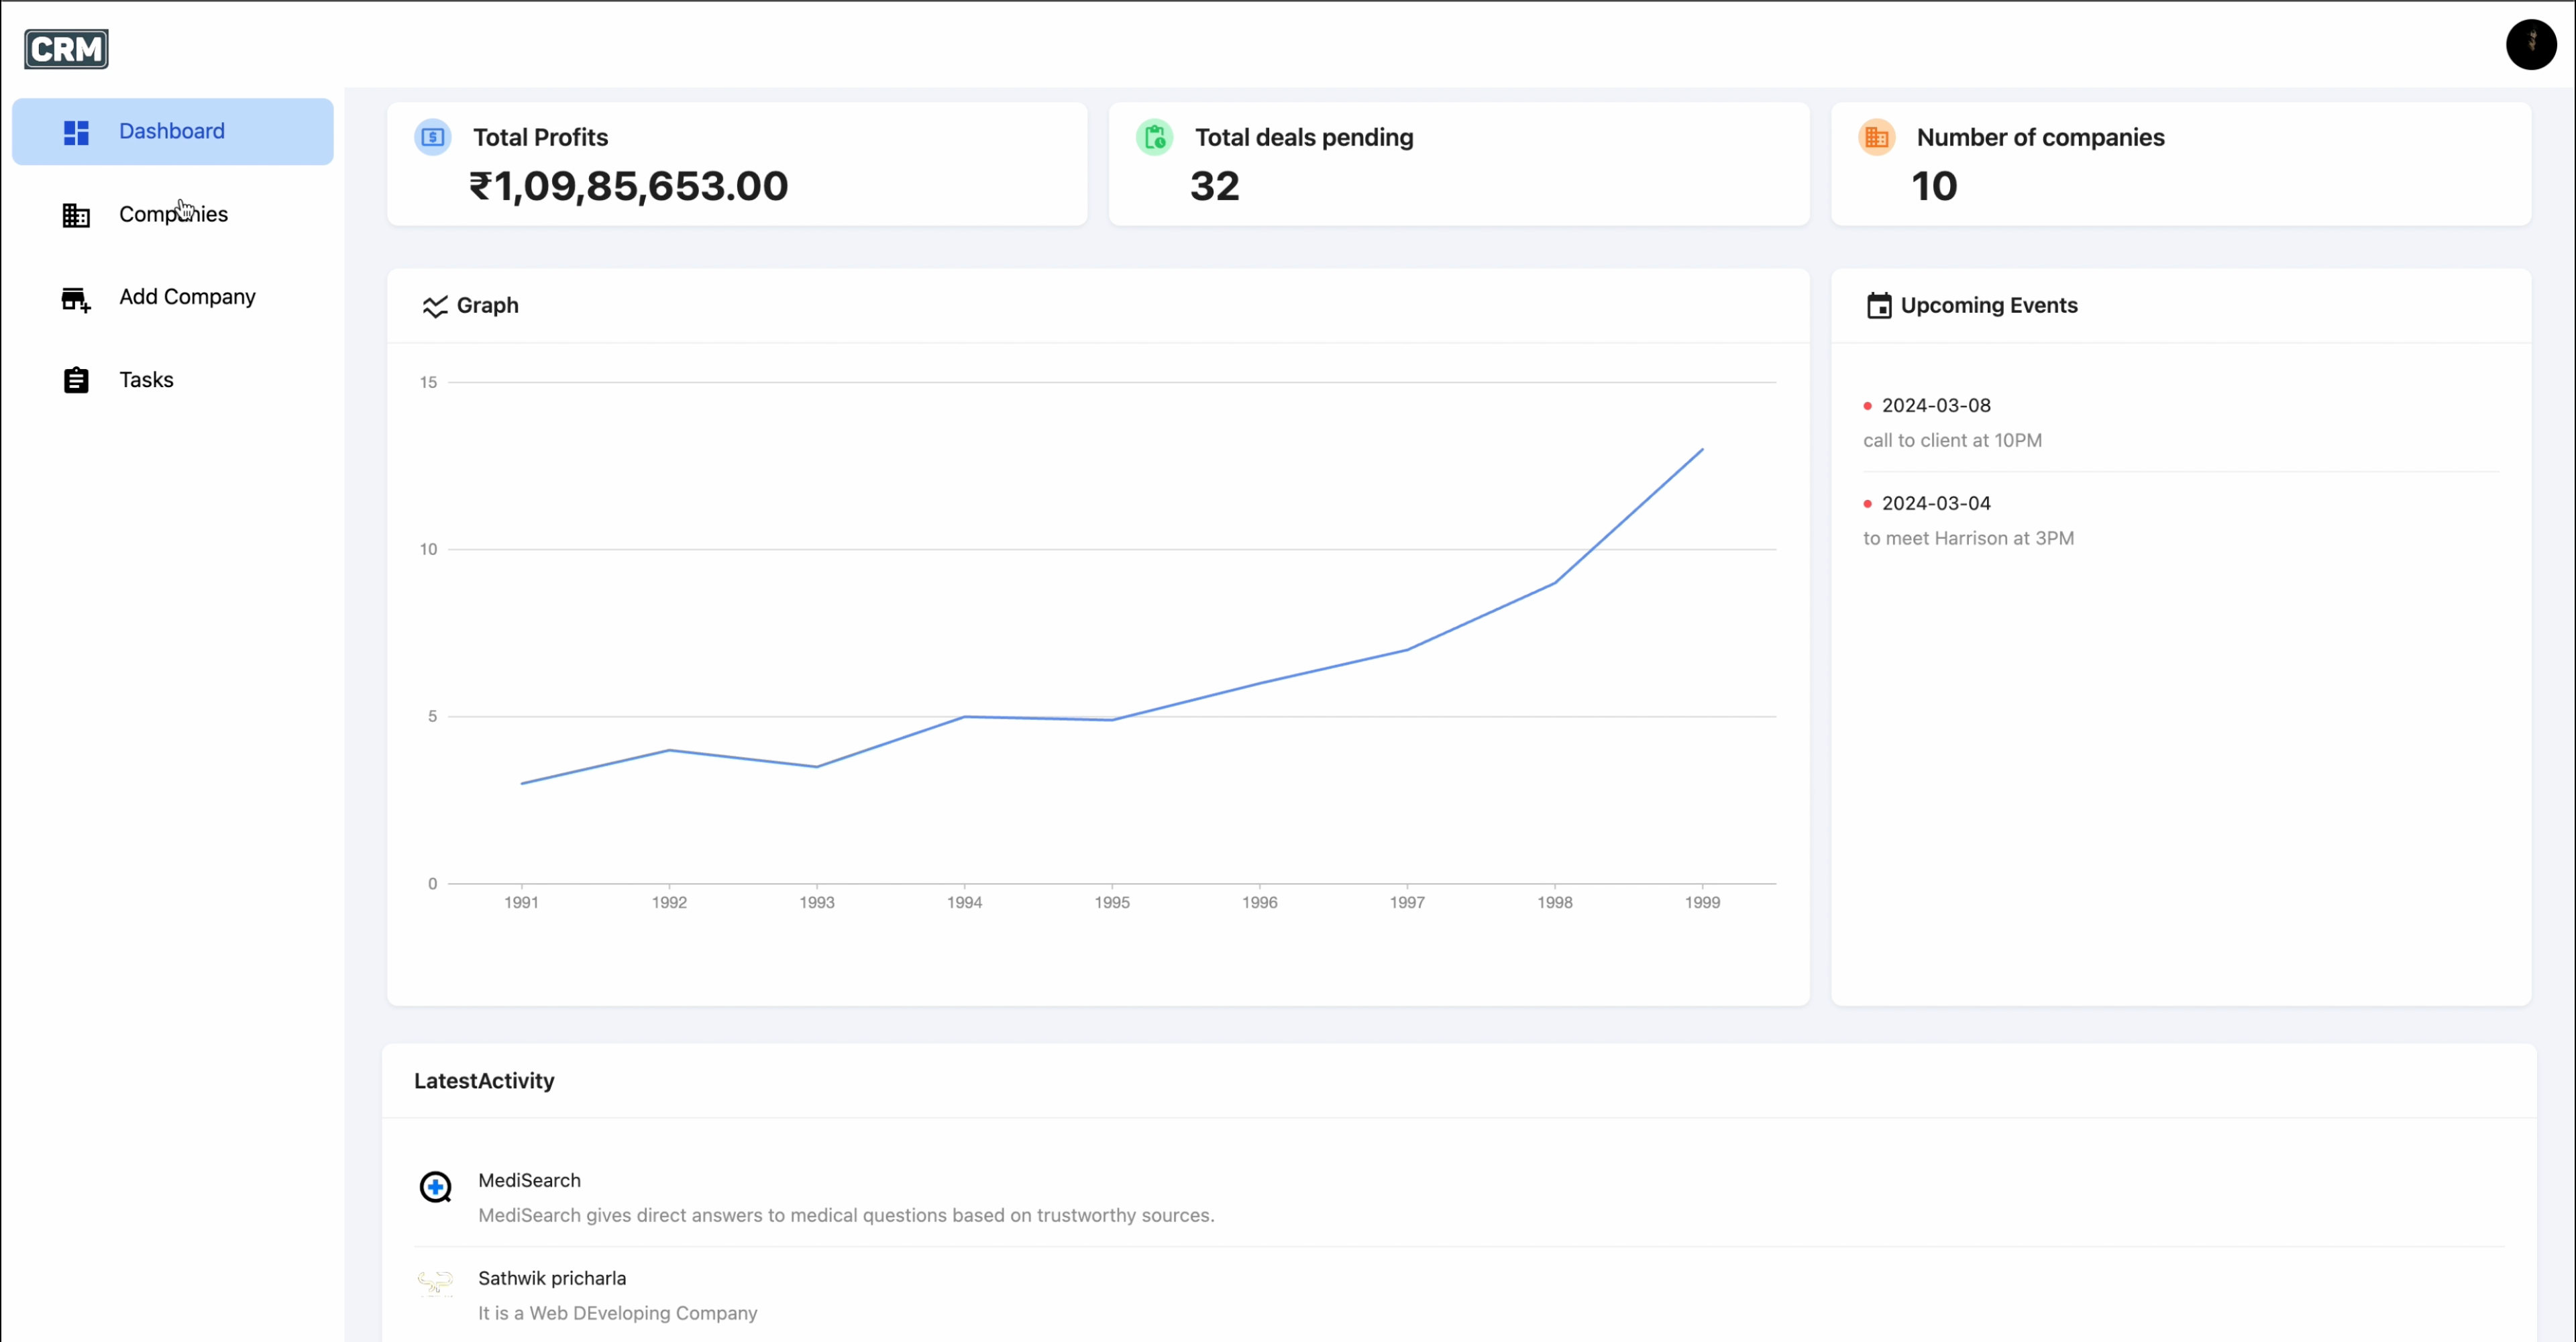 CRM
Dashboard
Companies
Add Company
Tasks
Total Profits
₹1,09,85,653.00
Total deals pending
32
Number of companies
10
Graph
15
10
5
0
1991 1992 1993 1994 1995 1996 1997 1998 1999
Upcoming Events
2024-03-08
call to client at 10PM
2024-03-04
to meet Harrison at 3PM
LatestActivity
MediSearch
MediSearch gives direct answers to medical questions based on trustworthy sources.
Sathwik pricharla
It is a Web DEveloping Company